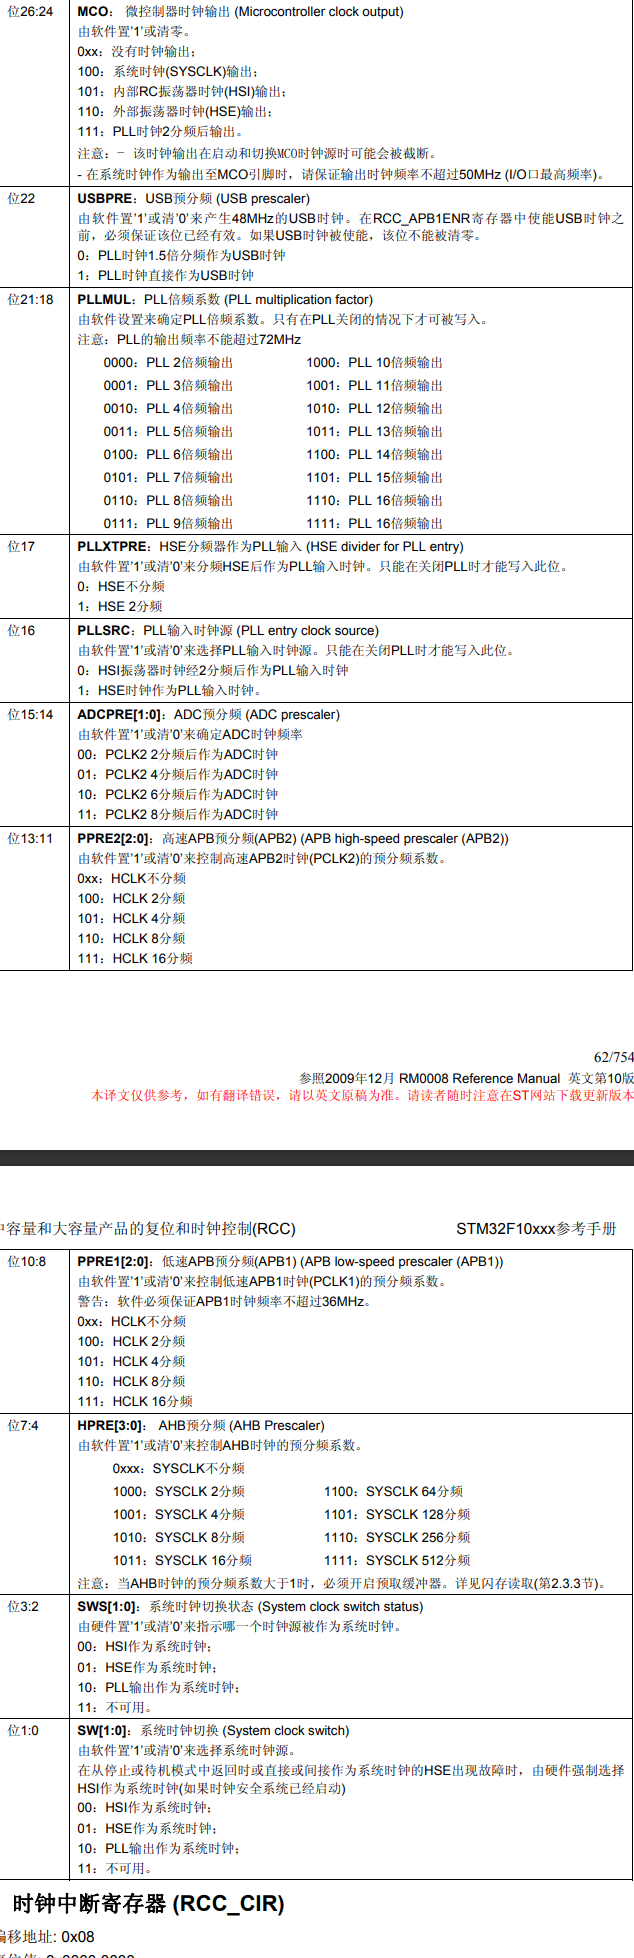 位26:24 MCO：微控制器时钟输出 (Microcontroller clock output)
由软件置'1'或清零。
0xx：没有时钟输出；
100：系统时钟(SYSCLK)输出；
101：内部RC振荡器时钟(HSI)输出；
110：外部振荡器时钟(HSE)输出；
111：PLL时钟2分频后输出。
注意：－ 该时钟输出在启动和切换MCO时钟源时可能会被截断。
- 在系统时钟作为输出至MCO引脚时，请保证输出时钟频率不超过50MHz (I/O口最高频率)。
位22 USBPRE：USB预分频 (USB prescaler)
由软件置'1'或清'0'来产生48MHz的USB时钟。在RCC_APB1ENR寄存器中使能USB时钟之
前，必须保证该位已经有效。如果USB时钟被使能，该位不能被清零。
0：PLL时钟1.5倍分频作为USB时钟
1：PLL时钟直接作为USB时钟
位21:18 PLLMUL：PLL倍频系数 (PLL multiplication factor)
由软件设置来确定PLL倍频系数。只有在PLL关闭的情况下才可被写入。
注意：PLL的输出频率不能超过72MHz
0000：PLL 2倍频输出 1000：PLL 10倍频输出
0001：PLL 3倍频输出 1001：PLL 11倍频输出
0010：PLL 4倍频输出 1010：PLL 12倍频输出
0011：PLL 5倍频输出 1011：PLL 13倍频输出
0100：PLL 6倍频输出 1100：PLL 14倍频输出
0101：PLL 7倍频输出 1101：PLL 15倍频输出
0110：PLL 8倍频输出 1110：PLL 16倍频输出
0111：PLL 9倍频输出 1111：PLL 16倍频输出
位17 PLLXTPRE：HSE分频器作为PLL输入 (HSE divider for PLL entry)
由软件置'1'或清'0'来分频HSE后作为PLL输入时钟。只能在关闭PLL时才能写入此位。
0：HSE不分频
1：HSE 2分频
位16 PLLSRC：PLL输入时钟源 (PLL entry clock source)
由软件置'1'或清'0'来选择PLL输入时钟源。只能在关闭PLL时才能写入此位。
0：HSI振荡器时钟经2分频后作为PLL输入时钟
1：HSE时钟作为PLL输入时钟。
位15:14 ADCPRE[1:0]：ADC预分频 (ADC prescaler)
由软件置'1'或清'0'来确定ADC时钟频率
00：PCLK2 2分频后作为ADC时钟
01：PCLK2 4分频后作为ADC时钟
10：PCLK2 6分频后作为ADC时钟
11：PCLK2 8分频后作为ADC时钟
位13:11 PPRE2[2:0]：高速APB预分频(APB2) (APB high-speed prescaler (APB2))
由软件置'1'或清'0'来控制高速APB2时钟(PCLK2)的预分频系数。
0xx：HCLK不分频
100：HCLK 2分频
101：HCLK 4分频
110：HCLK 8分频
111：HCLK 16分频
62/754
参照2009年12月 RM0008 Reference Manual 英文第10版
本译文仅供参考，如有翻译错误，请以英文原稿为准。请读者随时注意在ST网站下载更新版本
中容量和大容量产品的复位和时钟控制(RCC) STM32F10xxx参考手册
位10:8 PPRE1[2:0]：低速APB预分频(APB1) (APB low-speed prescaler (APB1))
由软件置'1'或清'0'来控制低速APB1时钟(PCLK1)的预分频系数。
警告：软件必须保证APB1时钟频率不超过36MHz。
0xx：HCLK不分频
100：HCLK 2分频
101：HCLK 4分频
110：HCLK 8分频
111：HCLK 16分频
位7:4 HPRE[3:0]： AHB预分频 (AHB Prescaler)
由软件置'1'或清'0'来控制AHB时钟的预分频系数。
0xxx：SYSCLK不分频
1000：SYSCLK 2分频 1100：SYSCLK 64分频
1001：SYSCLK 4分频 1101：SYSCLK 128分频
1010：SYSCLK 8分频 1110：SYSCLK 256分频
1011：SYSCLK 16分频 1111：SYSCLK 512分频
注意：当AHB时钟的预分频系数大于1时，必须开启预取缓冲器。详见闪存读取(第2.3.3节)。
位3:2 SWS[1:0]：系统时钟切换状态 (System clock switch status)
由硬件置'1'或清'0'来指示哪一个时钟源被作为系统时钟。
00：HSI作为系统时钟；
01：HSE作为系统时钟；
10：PLL输出作为系统时钟；
11：不可用。
位1:0 SW[1:0]：系统时钟切换 (System clock switch)
由软件置'1'或清'0'来选择系统时钟源。
在从停止或待机模式中返回时或直接或间接作为系统时钟的HSE出现故障时，由硬件强制选择
HSI作为系统时钟(如果时钟安全系统已经启动)
00：HSI作为系统时钟；
01：HSE作为系统时钟；
10：PLL输出作为系统时钟；
11：不可用。
时钟中断寄存器 (RCC_CIR)
偏移地址: 0x08